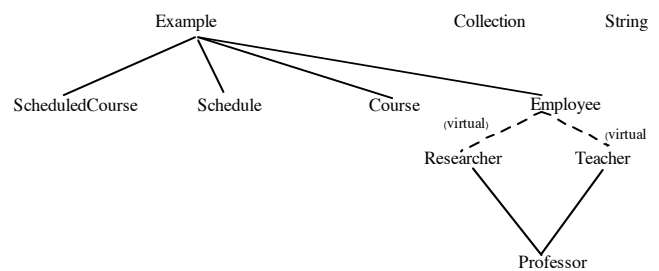 Example Collection String
ScheduledCourse Schedule Course Employee
(virtual) (virtual
Researcher Teacher
Professor